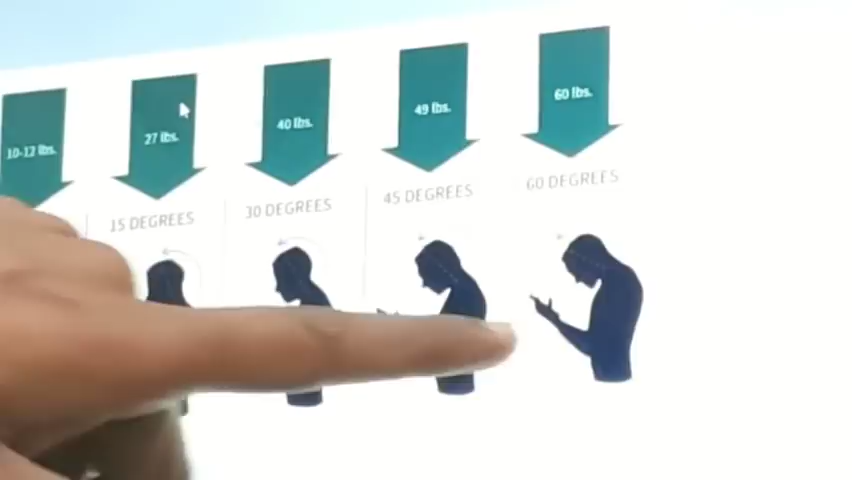 10-12 lbs.
27 lbs.
40 lbs.
49 lbs.
60 lbs.
15 DEGREES
30 DEGREES
45 DEGREES
60 DEGREES